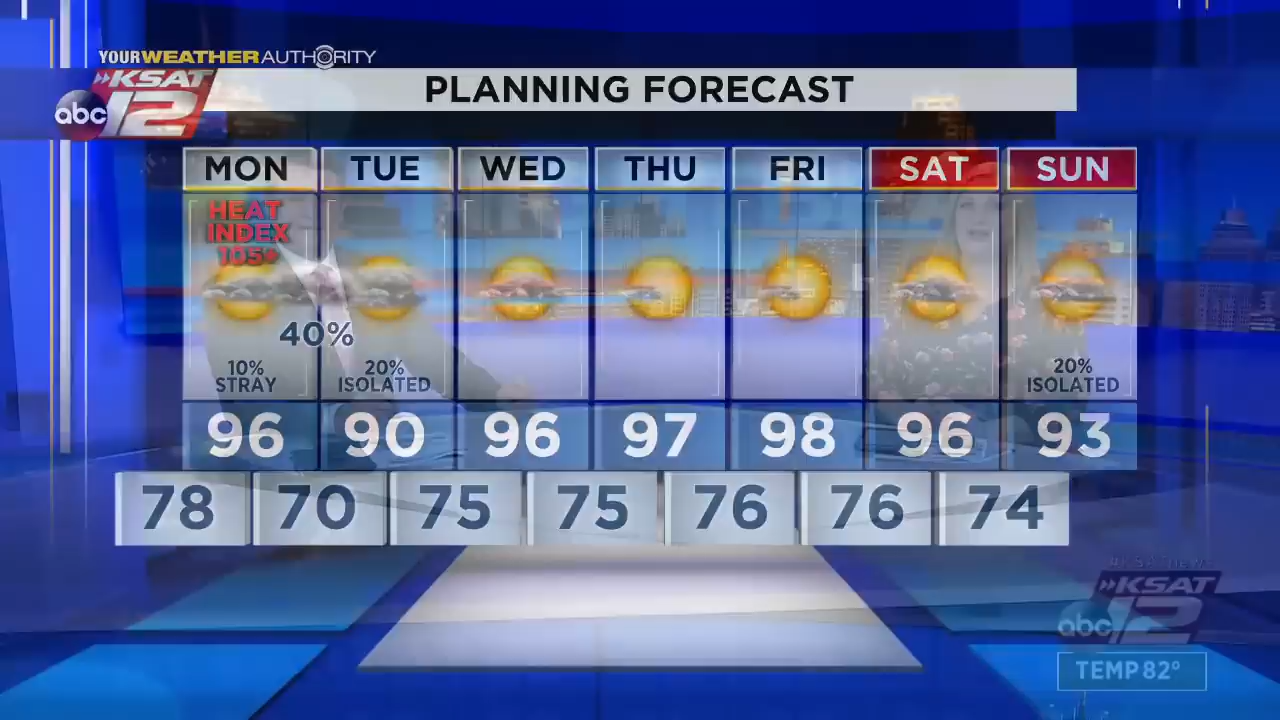 YOUR WEATHER AUTHORITY
KSAT
abc 12
PLANNING FORECAST
MON TUE WED THU FRI SAT SUN
HEAT
INDEX
105+
40%
10%
STRAY
20%
ISOLATED
20%
ISOLATED
96 90 96 97 98 96 93
78 70 75 75 76 76 74
KSAT
abc 12
TEMP 82°